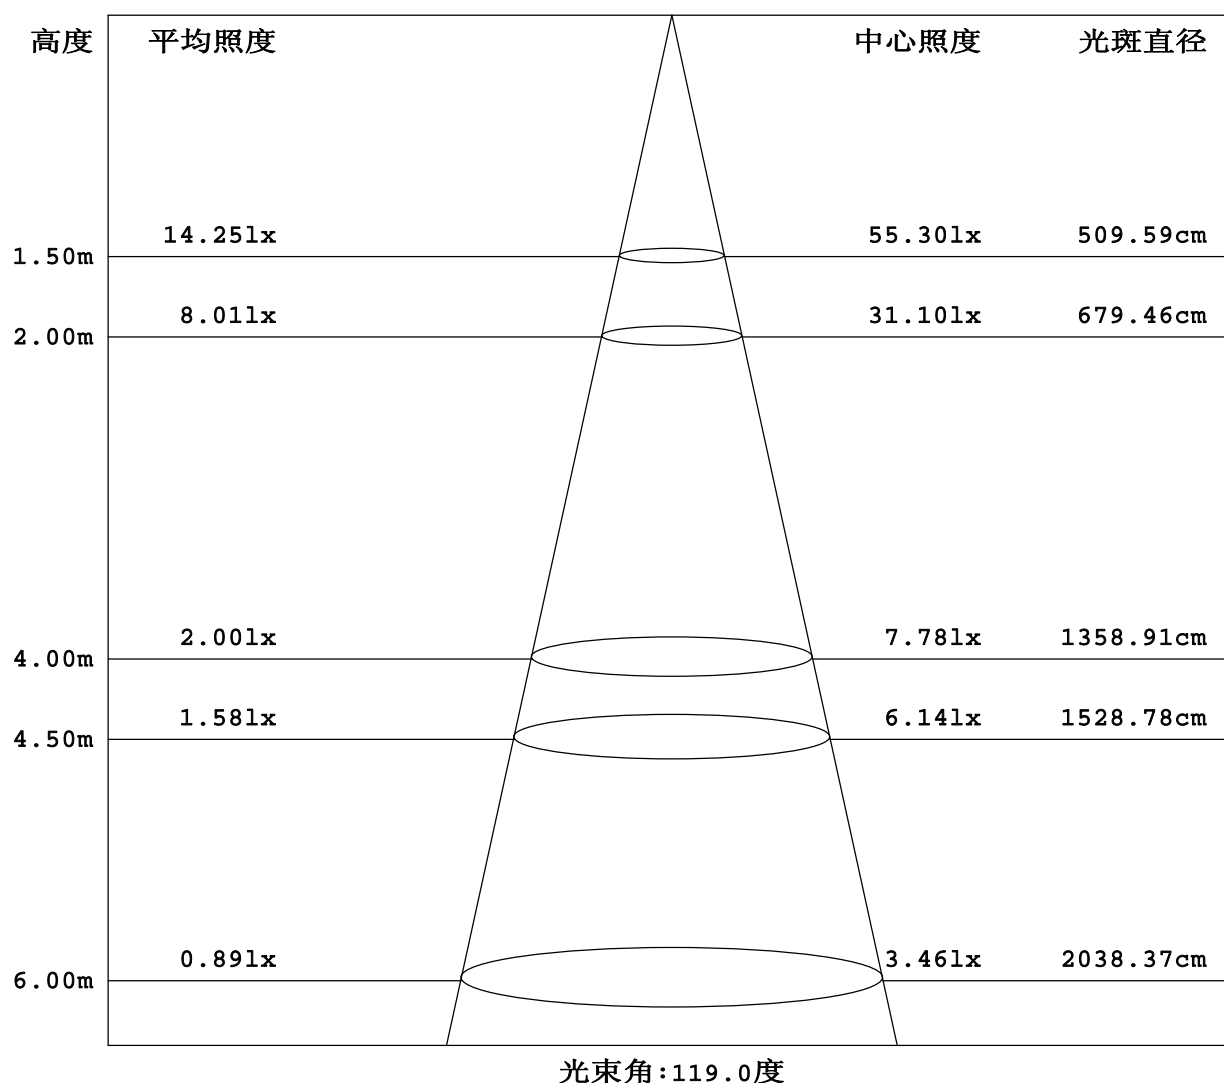 高度 平均照度 中心照度 光斑直径
14.25lx 55.30lx 509.59cm
1.50m
8.01lx 31.10lx 679.46cm
2.00m
2.00lx 7.78lx 1358.91cm
4.00m
1.58lx 6.14lx 1528.78cm
4.50m
0.89lx 3.46lx 2038.37cm
6.00m
光束角:119.0度